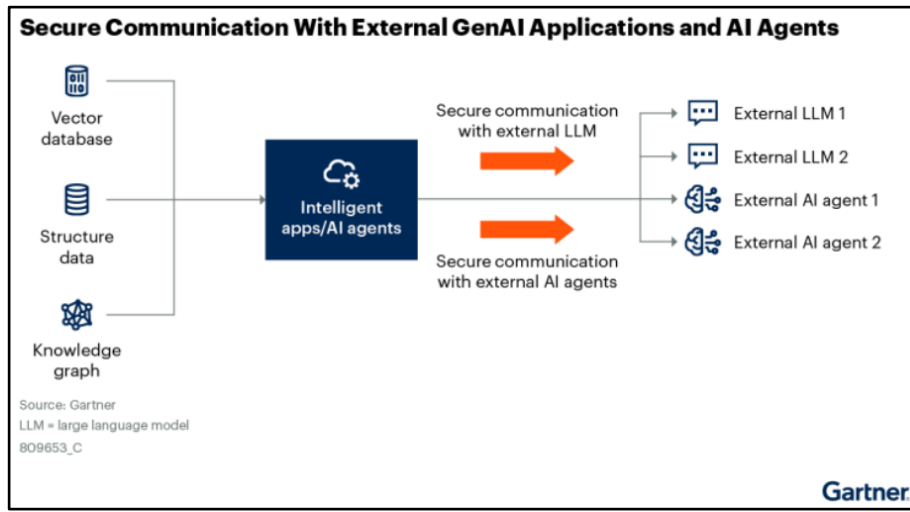 Secure Communication With External GenAI Applications and AI Agents
Vector
database
Structure
data
Knowledge
graph
Intelligent
apps/AI agents
Secure communication
with external LLM
Secure communication
with external AI agents
External LLM 1
External LLM 2
External AI agent 1
External AI agent 2
Source: Gartner
LLM = large language model
809653_C
Gartner